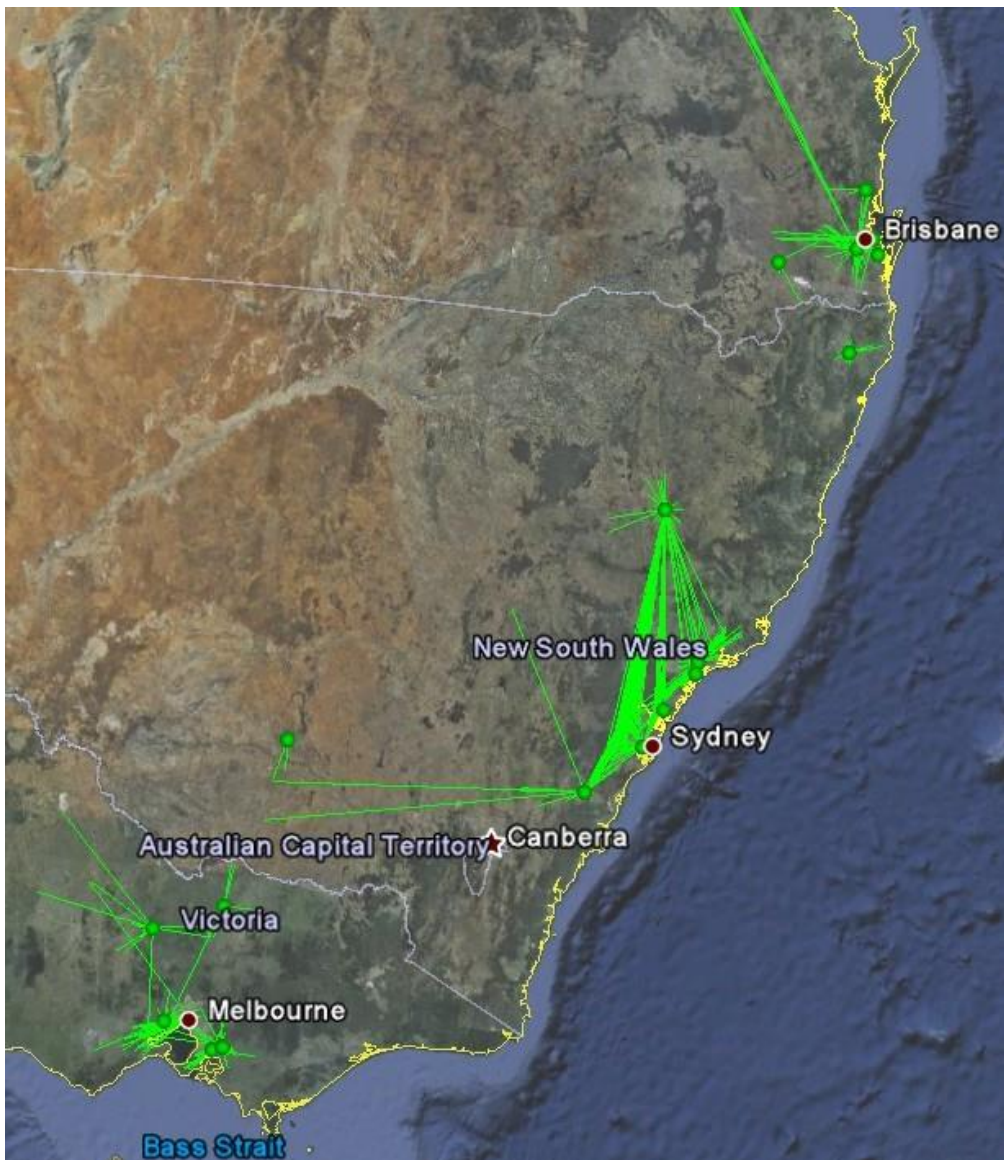 Brisbane
New South Wales
Sydney
Canberra
Australian Capital Territory
Victoria
Melbourne
Bass Strait